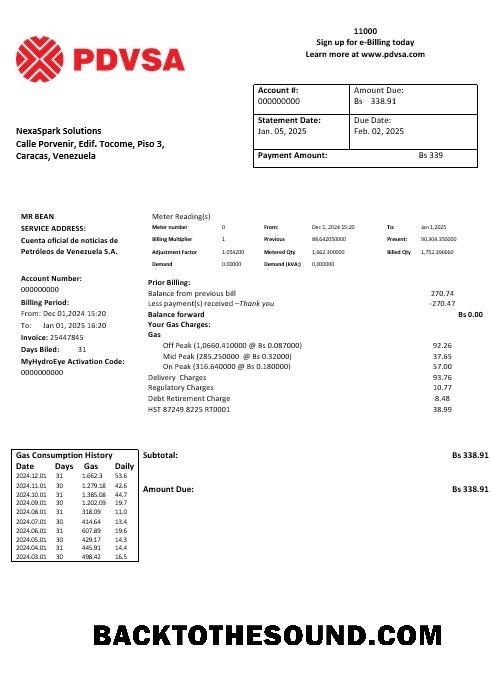 11000
Sign up for e-Billing today
Learn more at www.pdvsa.com
PDVSA
Account #:
000000000
Amount Due:
Bs 338.91
Statement Date:
Jan. 05, 2025
Due Date:
Feb. 02, 2025
Payment Amount: Bs 339
NexaSpark Solutions
Calle Porvenir, Edif. Tocome, Piso 3,
Caracas, Venezuela
MR BEAN
SERVICE ADDRESS:
Cuenta oficial de noticias de
Petróleos de Venezuela S.A.
Account Number:
000000000
Billing Period:
From: Dec 01,2024 15:20
To: Jan 01, 2025 16:20
Invoice: 25447845
Days Biled: 31
MyHydroEye Activation Code:
0000000000
Meter Reading(s)
Meter number 0 From: Dec 1, 2024 15:20 To: Jan 1,2025
Billing Multiplier 1 Previous 88,642050000 Present: 90,304.350000
Adjustment Factor 1.054200 Metered Qty 1,662.300000 Billed Qty 1,752.396660
Demand 0.00000 Demand (kVA:) 0,000000
Prior Billing:
Balance from previous bill 270.74
Less payment(s) received –Thank you -270.47
Balance forward Bs 0.00
Your Gas Charges:
Gas
Off Peak (1,0660.410000 @ Bs 0.087000) 92.26
Mid Peak (285.250000 @ Bs 0.32000) 37.65
On Peak (316.640000 @ Bs 0.180000) 57.00
Delivery Charges 93.76
Regulatory Charges 10.77
Debt Retirement Charge 8.48
HST 87249 8225 RT0001 38.99
Gas Consumption History
Date Days Gas Daily
2024.12.01 31 1.662.3 53.6
2024.11.01 30 1.279.18 42.6
2024.10.01 31 1.385.08 44.7
2024.09.01 30 1.202.09 19.7
2024.08.01 31 318.09 11.0
2024.07.01 30 414.64 13.4
2024.06.01 31 607.89 19.6
2024.05.01 30 429.17 14.3
2024.04.01 31 445.91 14.4
2024.03.01 30 498.42 16.5
Subtotal: Bs 338.91
Amount Due: Bs 338.91
BACKTOTHESOUND.COM